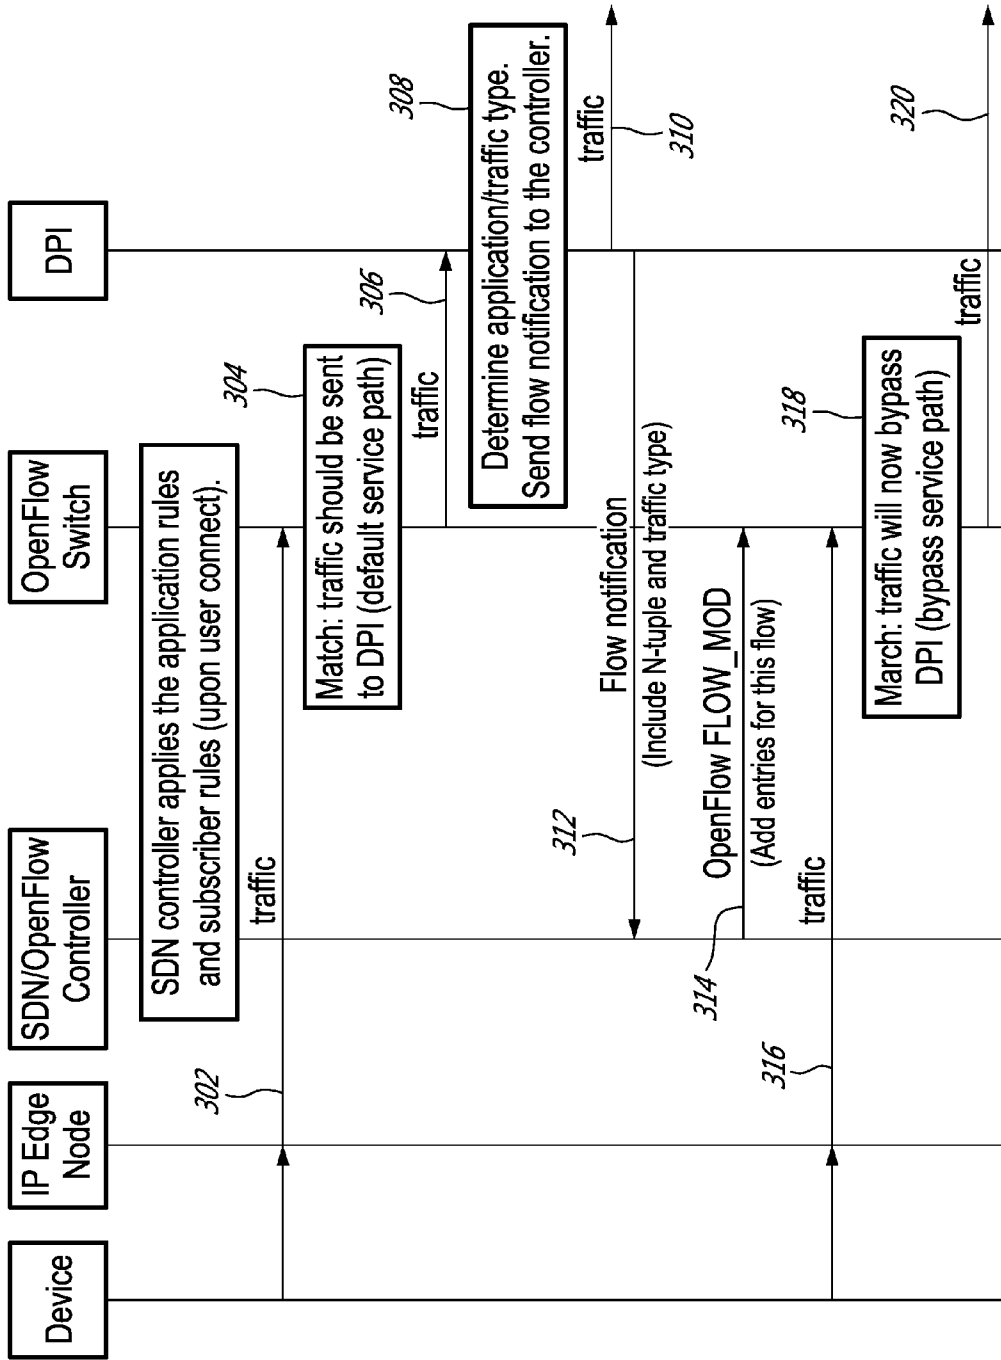 Device
IP Edge
Node
SDN/OpenFlow
Controller
OpenFlow
Switch
DPI
SDN controller applies the application rules
and subscriber rules (upon user connect).
302
traffic
304
Match: traffic should be sent
to DPI (default service path)
traffic
306
308
Determine application/traffic type.
Send flow notification to the controller.
traffic
310
312
Flow notification
(Include N-tuple and traffic type)
314
OpenFlow FLOW_MOD
(Add entries for this flow)
316
traffic
318
March: traffic will now bypass
DPI (bypass service path)
traffic
320